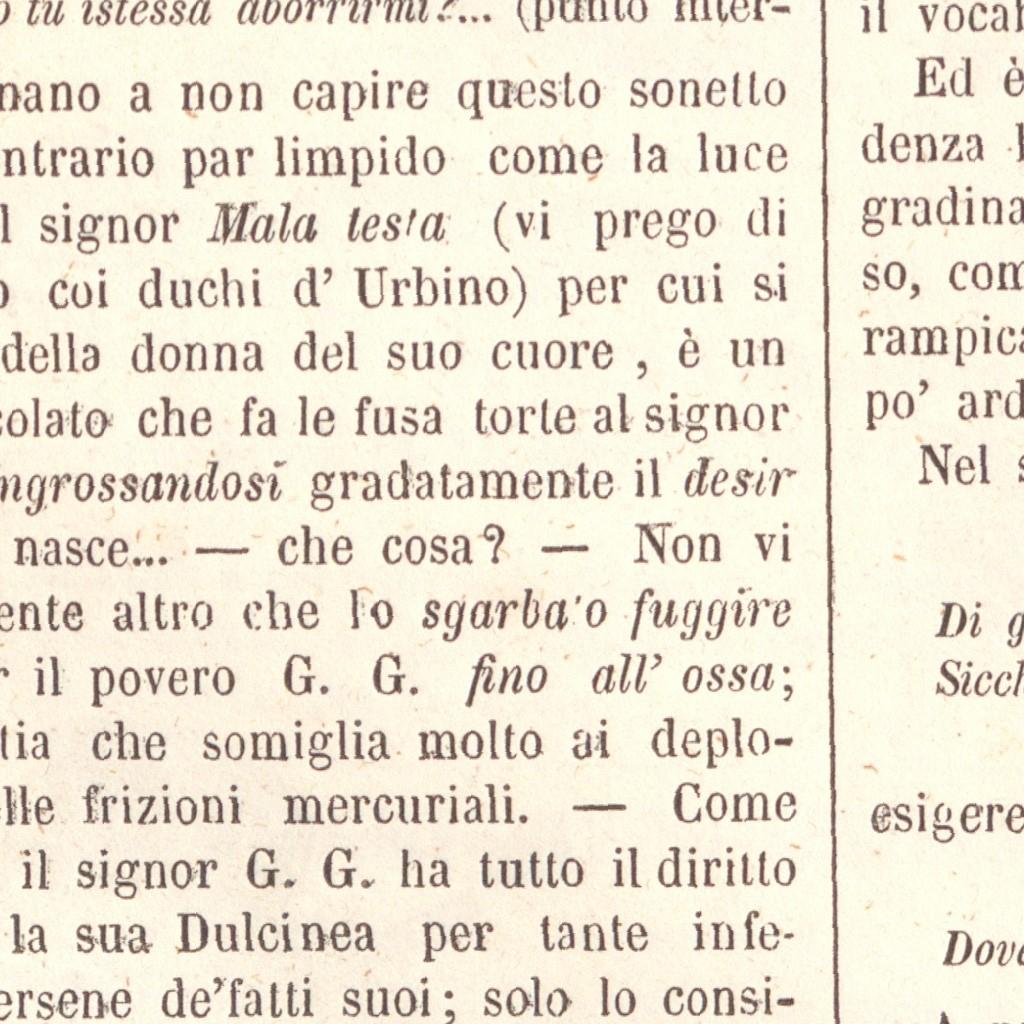 tu istessa aborrirmi?... (punto inter-
nano a non capire questo sonetto
ntrario par limpido come la luce
l signor Mala testa (vi prego di
o coi duchi d' Urbino) per cui si
della donna del suo cuore , è un
colato che fa le fusa torte al signor
ngrossandosi gradatamente il desir
nasce... — che cosa? — Non vi
ente altro che lo sgarba'o fuggire
r il povero G. G. fino all' ossa;
tia che somiglia molto ai deplo-
elle frizioni mercuriali. — Come
il signor G. G. ha tutto il diritto
la sua Dulcinea per tante infe-
ersene de'fatti suoi; solo lo consi-
il vocab
Ed è
denza
gradina
so, com
rampica
po' ard
Nel s
Di g
Sicch
esigere
Dove